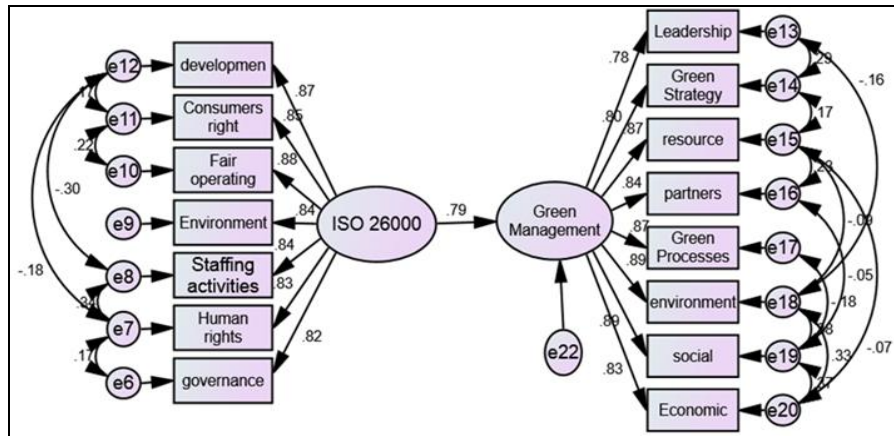 e12
developmen
.87
e11
Consumers
right
.85
.22
e10
Fair
operating
.88
-.30
e9
Environment
.84
ISO 26000
.79
e8
Staffing
activities
.84
-.18
.34
e7
Human
rights
.83
.17
e6
governance
.82
Green
Management
e22
Leadership
e13
.78
.29
-.16
Green
Strategy
e14
.80
.17
resource
e15
.87
partners
e16
.84
.23
Green
Processes
e17
.87
-.09
-.05
environment
e18
.89
-.18
social
e19
.89
.33
-.07
Economic
e20
.83